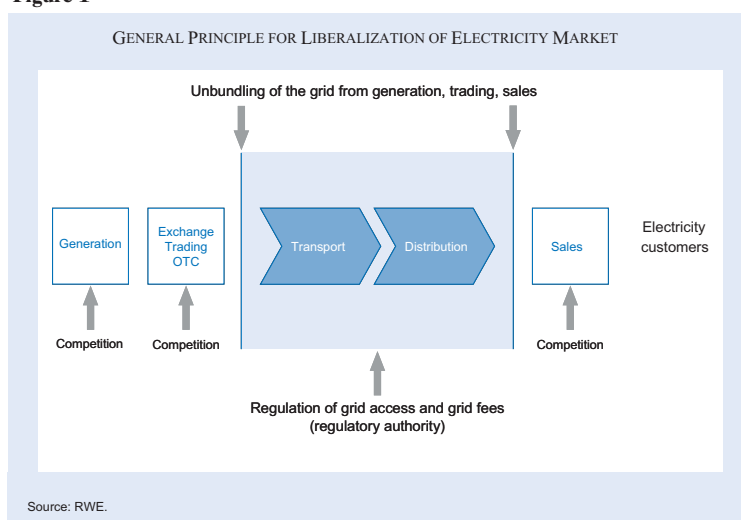 GENERAL PRINCIPLE FOR LIBERALIZATION OF ELECTRICITY MARKET
Unbundling of the grid from generation, trading, sales
Generation
Exchange
Trading
OTC
Transport
Distribution
Sales
Electricity
customers
Competition
Competition
Competition
Regulation of grid access and grid fees
(regulatory authority)
Source: RWE.